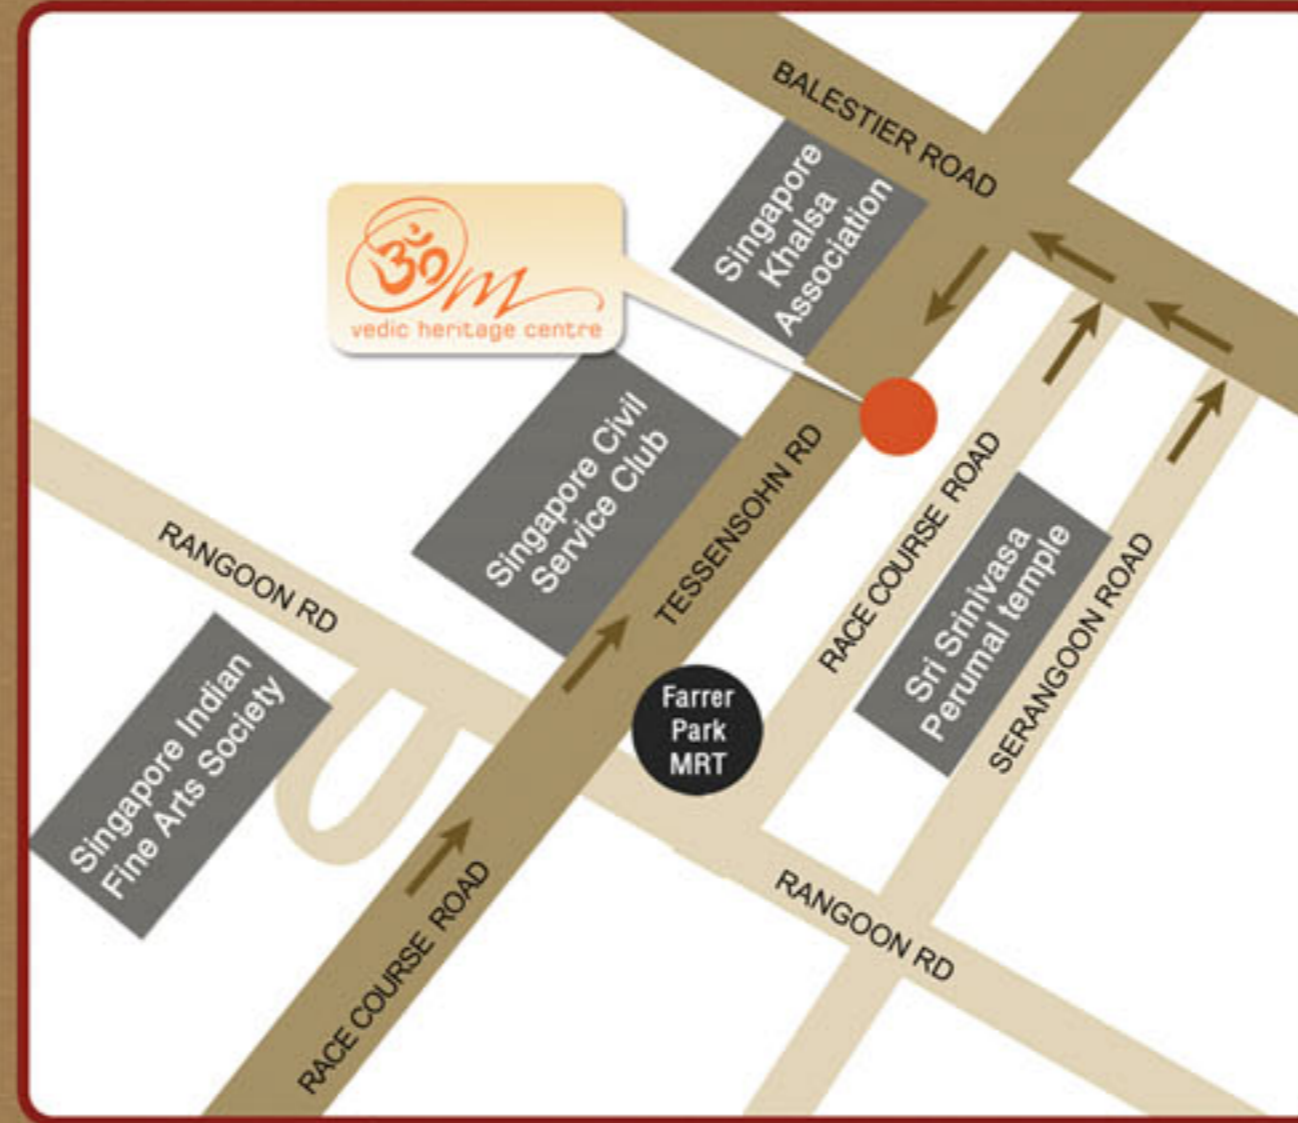 BALESTIER ROAD
Singapore
Khalsa
Association
ॐm
vedic heritage centre
Singapore Civil
Service Club
TESSENSOHN RD
RACE COURSE ROAD
Sri Srinivasa
Perumal temple
SERANGOON ROAD
RANGOON RD
Farrer
Park
MRT
Singapore Indian
Fine Arts Society
RACE COURSE ROAD
RANGOON RD